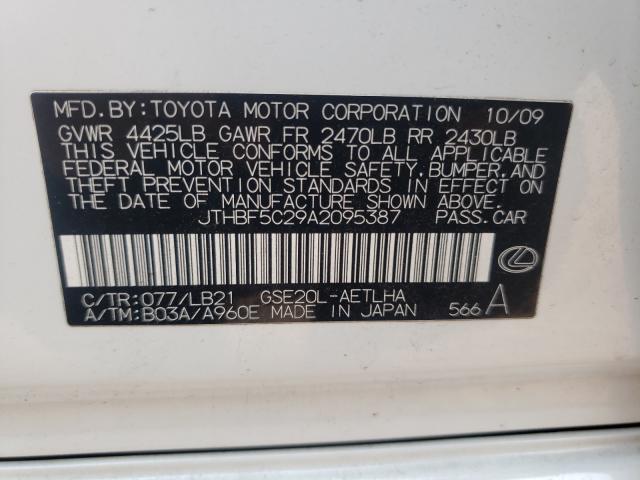 MFD.BY:TOYOTA MOTOR CORPORATION 10/09
GVWR 4425LB GAWR FR 2470LB RR 2430LB
THIS VEHICLE CONFORMS TO ALL APPLICABLE
FEDERAL MOTOR VEHICLE SAFETY,BUMPER,AND
THEFT PREVENTION STANDARDS IN EFFECT ON
THE DATE OF MANUFACTURE SHOWN ABOVE.
JTHBF5C29A2095387 PASS.CAR
C/TR:077/LB21 GSE20L-AETLHA
A/TM:B03A/A960E MADE IN JAPAN 566 A